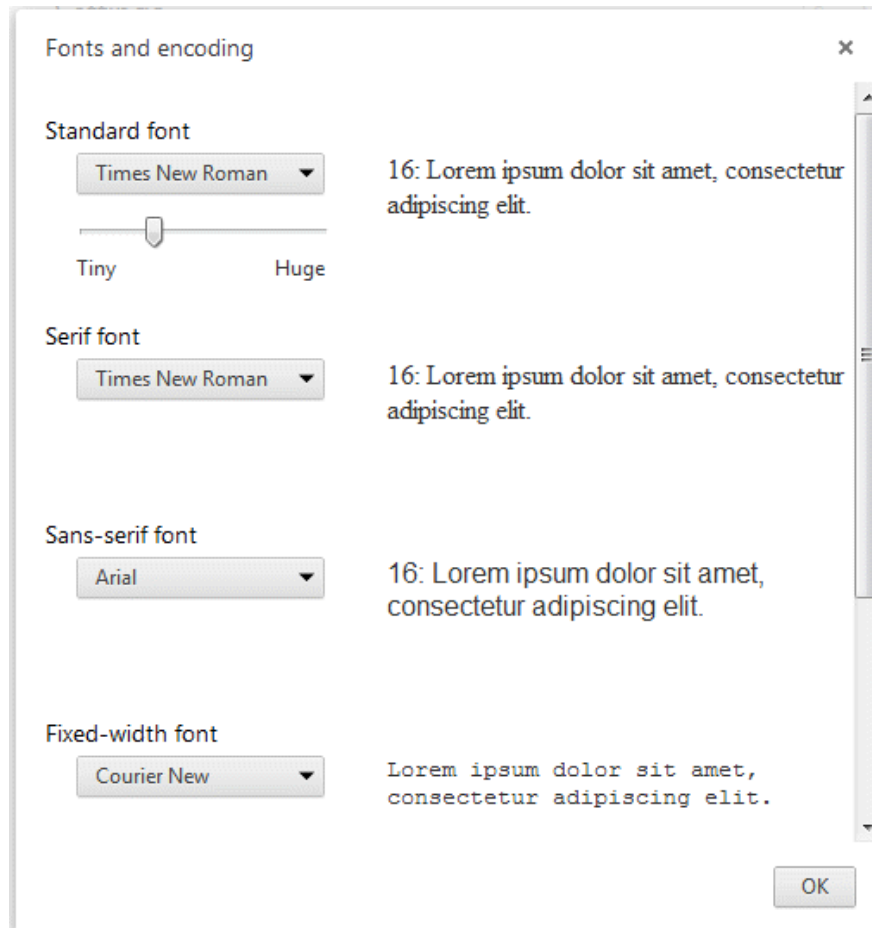 Fonts and encoding
Standard font
Times New Roman
16: Lorem ipsum dolor sit amet, consectetur
adipiscing elit.
Tiny Huge
Serif font
Times New Roman
16: Lorem ipsum dolor sit amet, consectetur
adipiscing elit.
Sans-serif font
Arial
16: Lorem ipsum dolor sit amet,
consectetur adipiscing elit.
Fixed-width font
Courier New
Lorem ipsum dolor sit amet,
consectetur adipiscing elit.
OK